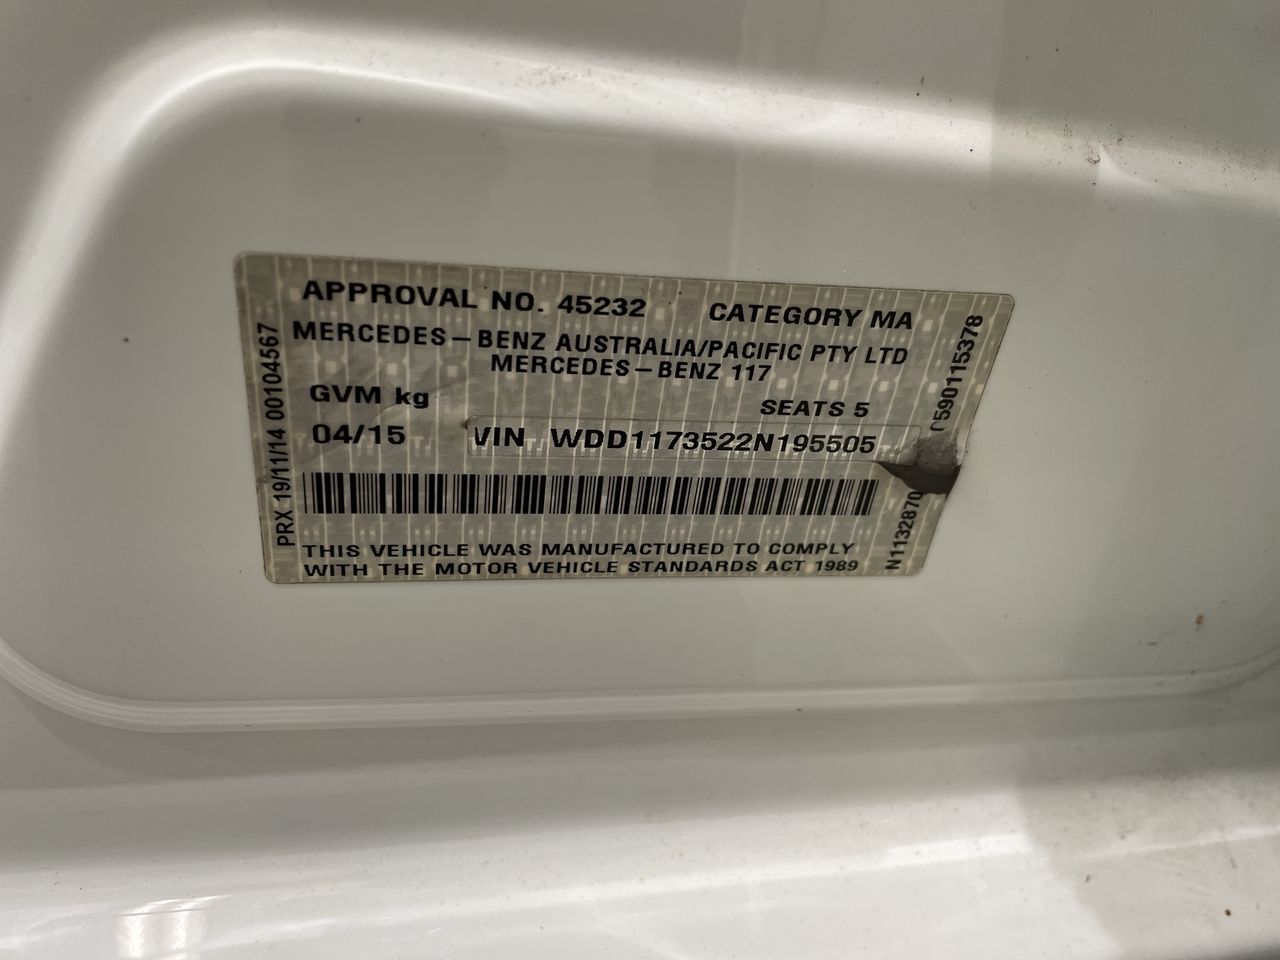 APPROVAL NO. 45232 CATEGORY MA
MERCEDES-BENZ AUSTRALIA/PACIFIC PTY LTD
MERCEDES-BENZ 117
GVM kg SEATS 5
04/15 VIN WDD1173522N195505
THIS VEHICLE WAS MANUFACTURED TO COMPLY
WITH THE MOTOR VEHICLE STANDARDS ACT 1989
PRX 19/11/14 00104567
N1132870 C590115378